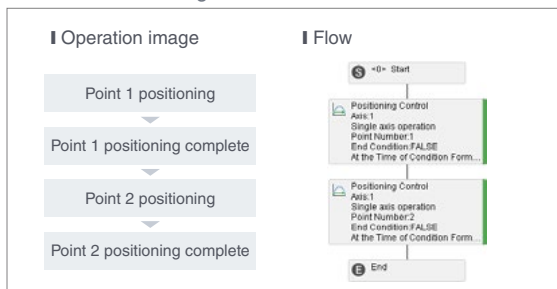 Operation image
Point 1 positioning
Point 1 positioning complete
Point 2 positioning
Point 2 positioning complete
Flow
S <0> Start
Positioning Control
Axis:1
Single axis operation
Point Number:1
End Condition:FALSE
At the Time of Condition Form...
Positioning Control
Axis:1
Single axis operation
Point Number:2
End Condition:FALSE
At the Time of Condition Form...
E End